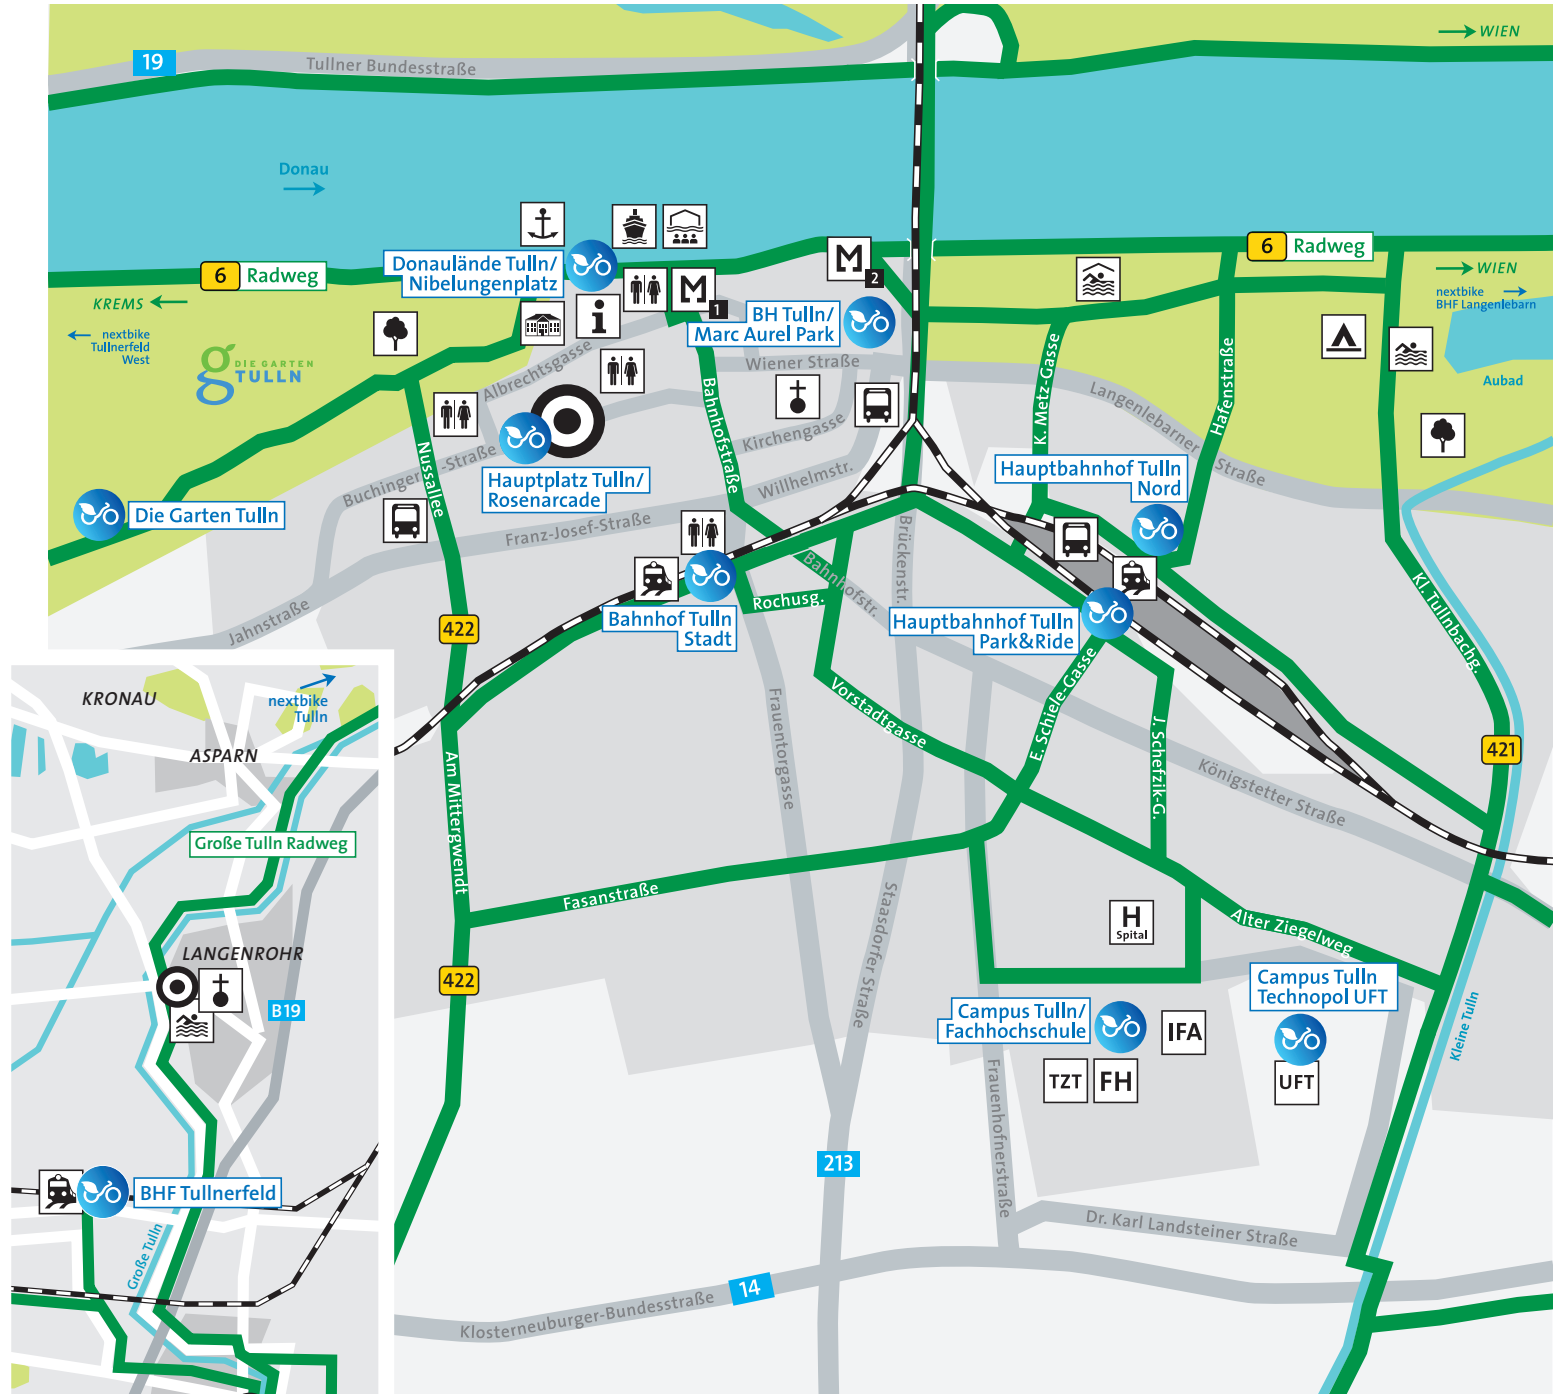 WIEN
19
Tullner Bundesstraße
Donau
6
Radweg
Donaulände Tulln/
Nibelungenplatz
KREMS
nextbike
Tullnerfeld
West
DIE GARTEN
TULLN
M
1
M
2
BH Tulln/
Marc Aurel Park
6
Radweg
WIEN
nextbike
BHF Langenlebarn
Aubad
Albrechtsgasse
Wiener Straße
Kirchengasse
Willhelmstr.
Bahnhofstraße
K. Metz-Gasse
Langenlebarner Straße
Hafenstraße
Nussallee
Buchinger-Straße
Hauptplatz Tulln/
Rosenarcade
Die Garten Tulln
Franz-Josef-Straße
Hauptbahnhof Tulln
Nord
Jahnstraße
422
Bahnhof Tulln
Stadt
Rochusg.
Bahnhofstr.
Brückenstr.
Hauptbahnhof Tulln
Park&Ride
Kl. Tullnbachg.
Frauentorgasse
Vorstadtgasse
E. Schiele-Gasse
J. Schefzik-G.
Königstetter Straße
421
Am Mittergwendt
Fasanstraße
Staasdorfer Straße
H
Spital
Alter Ziegelweg
422
Campus Tulln/
Fachhochschule
IFA
TZT
FH
Campus Tulln
Technopol UFT
UFT
Kleine Tulln
Frauenhofnerstraße
213
Dr. Karl Landsteiner Straße
14
Klosterneuburger-Bundesstraße
KRONAU
nextbike
Tulln
ASPARN
Große Tulln Radweg
LANGENROHR
B19
BHF Tullnerfeld
Große Tulln